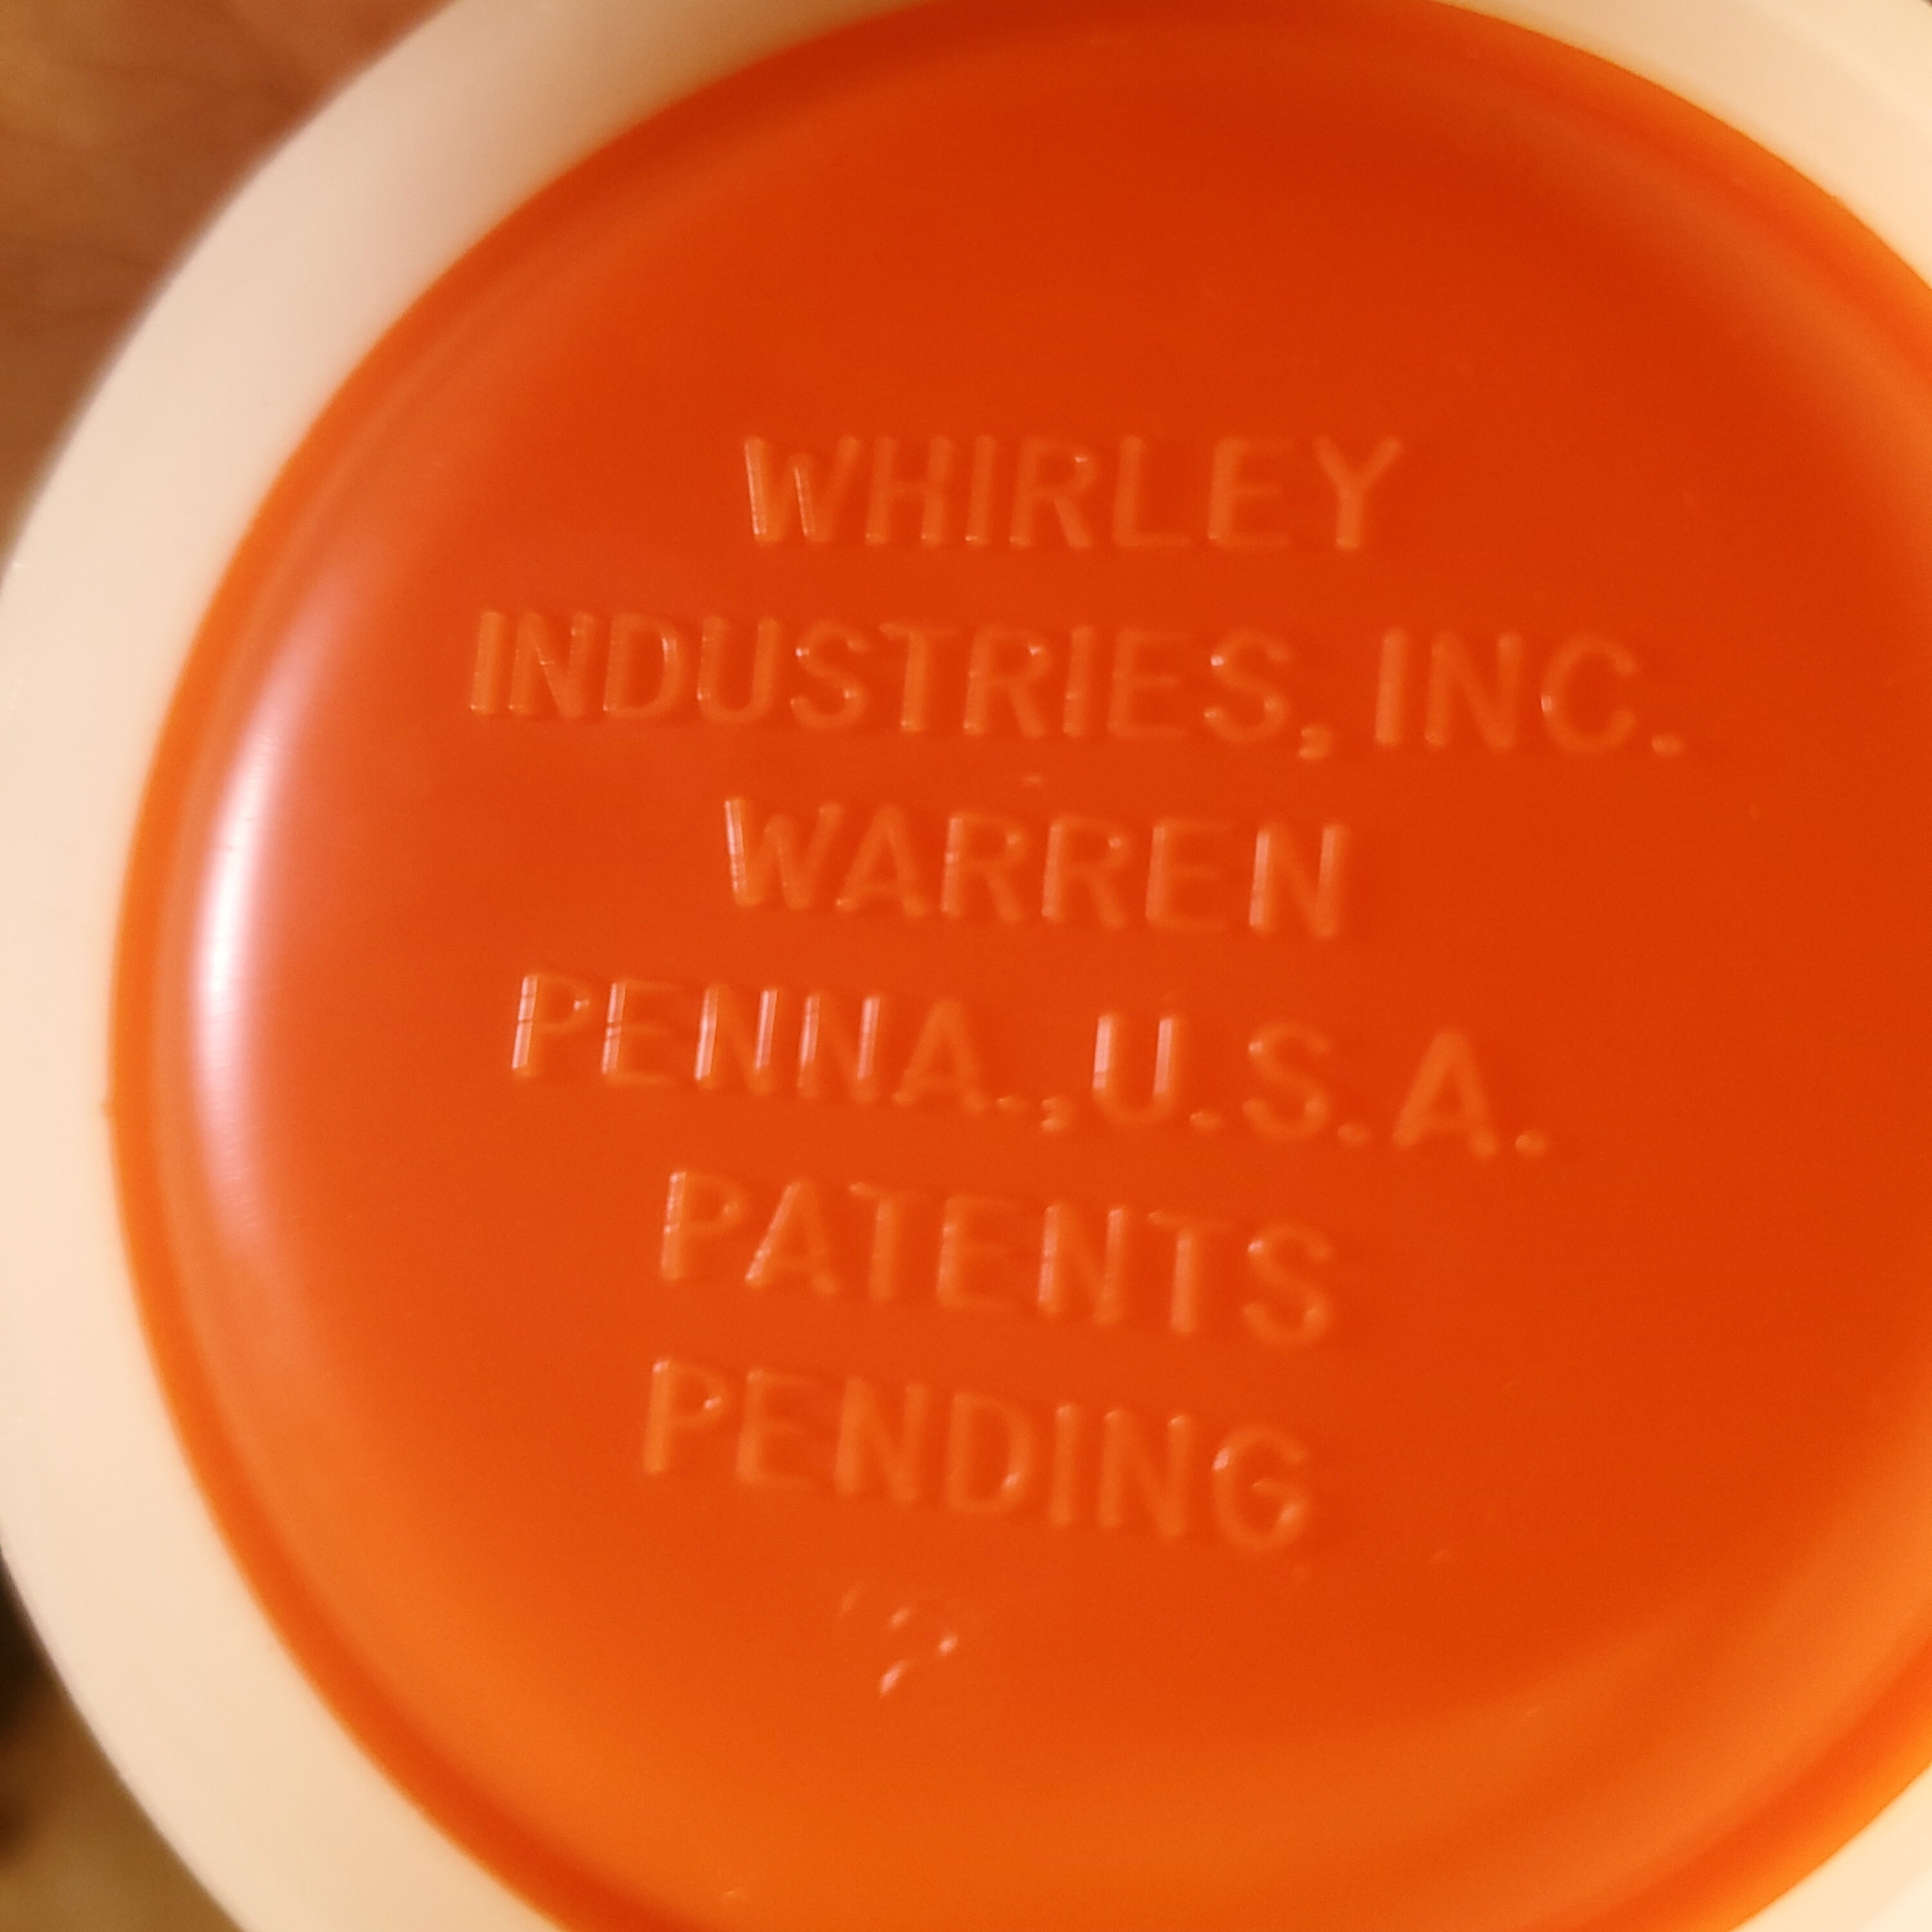 WHIRLEY
INDUSTRIES, INC.
WARREN
PENNA., U.S.A.
PATENTS
PENDING